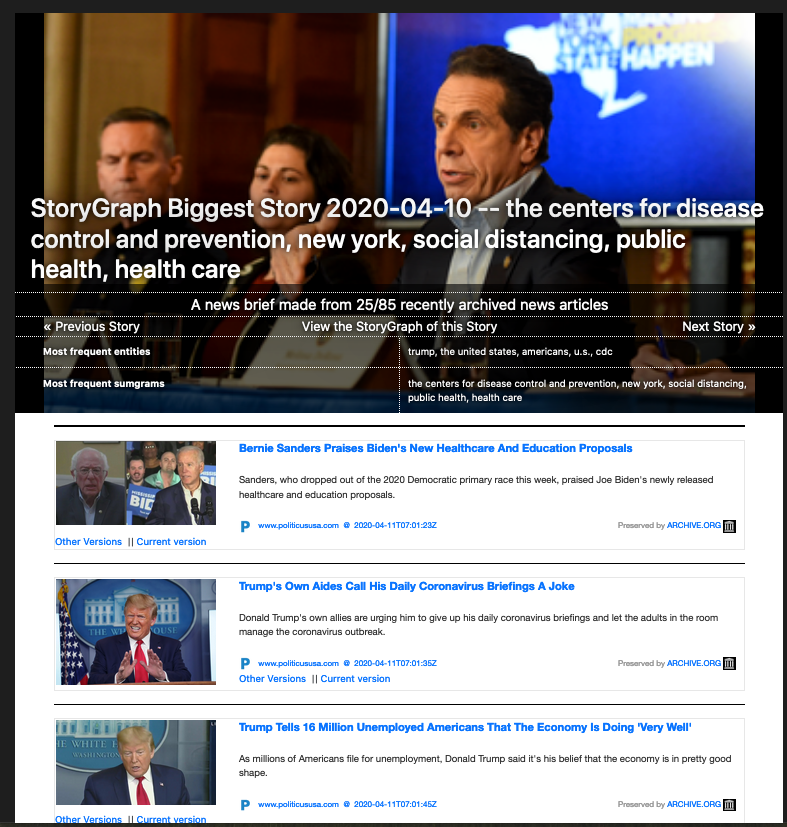 NEW MAKING
YORK PROGRESS
STATE HAPPEN
StoryGraph Biggest Story 2020-04-10 -- the centers for disease
control and prevention, new york, social distancing, public
health, health care
A news brief made from 25/85 recently archived news articles
« Previous Story View the StoryGraph of this Story Next Story »
Most frequent entities trump, the united states, americans, u.s., cdc
Most frequent sumgrams the centers for disease control and prevention, new york, social distancing,
public health, health care
Bernie Sanders Praises Biden's New Healthcare And Education Proposals
Sanders, who dropped out of the 2020 Democratic primary race this week, praised Joe Biden's newly released
healthcare and education proposals.
P www.politicususa.com @ 2020-04-11T07:01:23Z Preserved by ARCHIVE.ORG
Other Versions || Current version
Trump's Own Aides Call His Daily Coronavirus Briefings A Joke
Donald Trump's own allies are urging him to give up his daily coronavirus briefings and let the adults in the room
manage the coronavirus outbreak.
THE WHITE HOUSE
P www.politicususa.com @ 2020-04-11T07:01:35Z Preserved by ARCHIVE.ORG
Other Versions || Current version
Trump Tells 16 Million Unemployed Americans That The Economy Is Doing 'Very Well'
HE WHITE
WASHINGTON
As millions of Americans file for unemployment, Donald Trump said it's his belief that the economy is in pretty good
shape.
P www.politicususa.com @ 2020-04-11T07:01:45Z Preserved by ARCHIVE.ORG
Other Versions || Current version